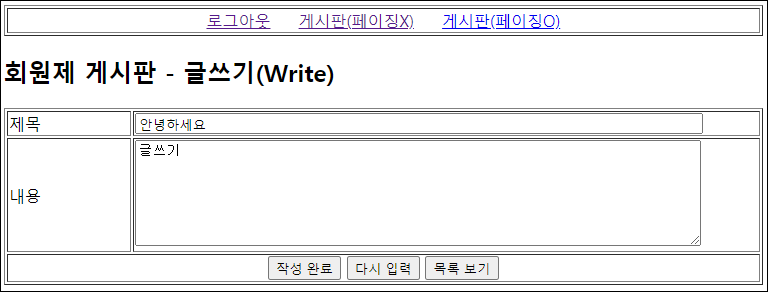 로그아웃 게시판(페이징X) 게시판(페이징O)
회원제 게시판 - 글쓰기(Write)
제목 안녕하세요
내용 글쓰기
작성 완료 다시 입력 목록 보기